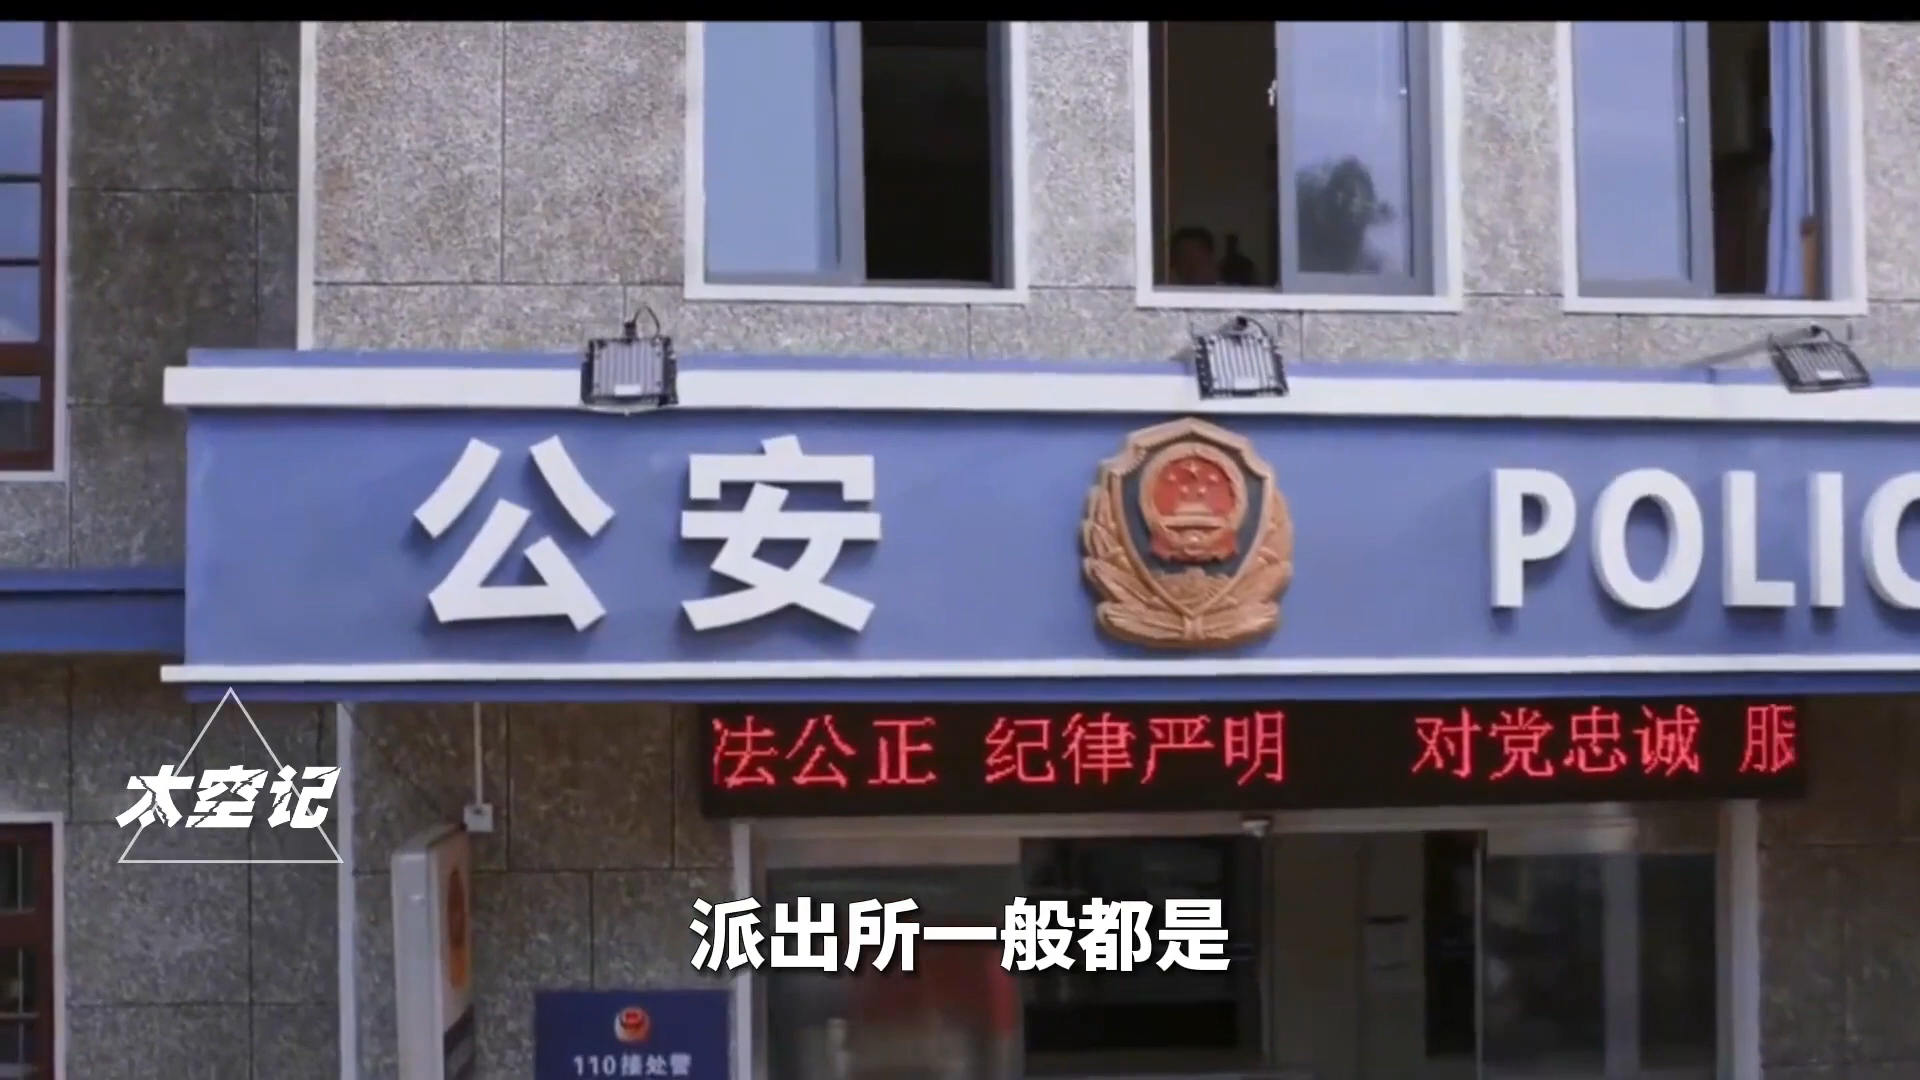 公安 POLIC
法公正 纪律严明 对党忠诚 服
太空记
派出所一般都是
110接处警